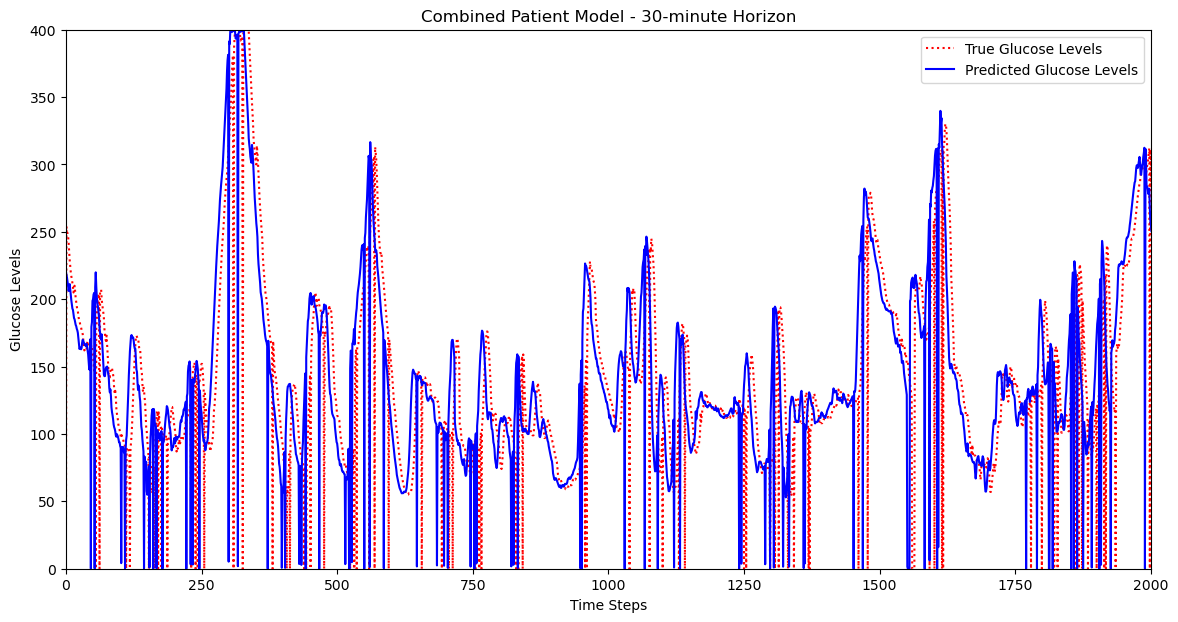 Combined Patient Model - 30-minute Horizon
True Glucose Levels
Predicted Glucose Levels
Glucose Levels
400
350
300
250
200
150
100
50
0
0 250 500 750 1000 1250 1500 1750 2000
Time Steps